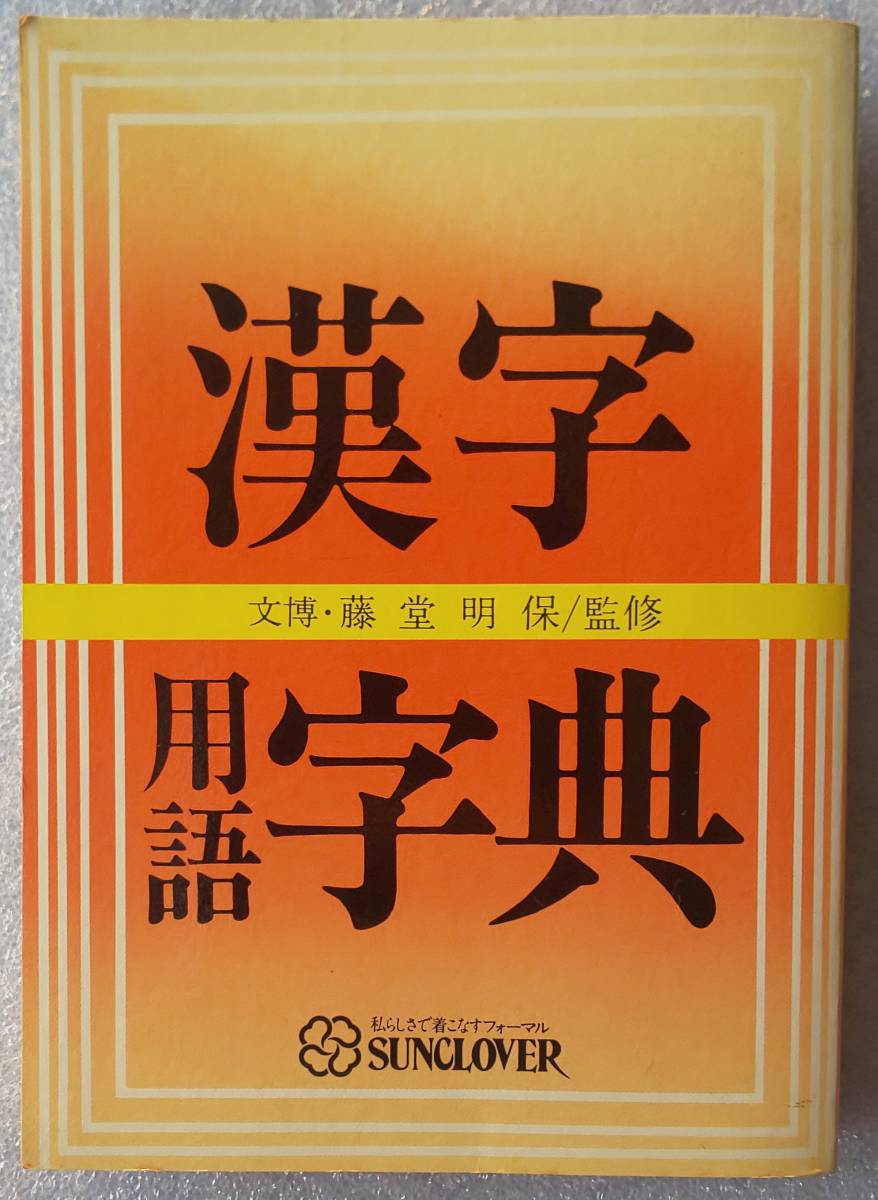 漢字
文博・藤堂明保/監修
用語字典
私らしさで着こなすフォーマル
SUNCLOVER